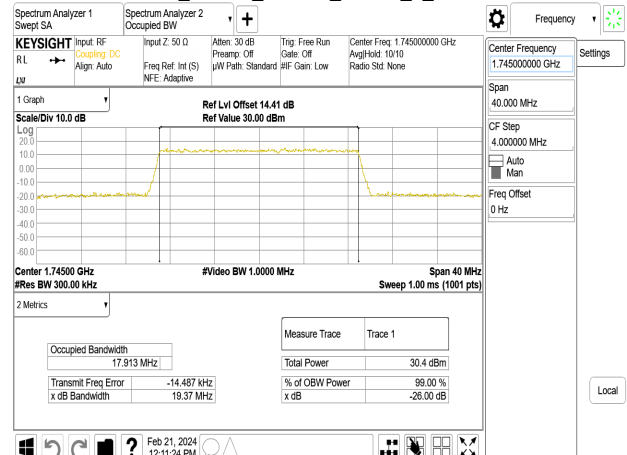 Spectrum Analyzer 1
Swept SA
Spectrum Analyzer 2
Occupied BW
+
Frequency
KEYSIGHT
RL
LXI
Input: RF
Coupling: DC
Align: Auto
Input Z: 50 Ω
Freq Ref: Int (S)
NFE: Adaptive
Atten: 30 dB
Preamp: Off
µW Path: Standard
Trig: Free Run
Gate: Off
#IF Gain: Low
Center Freq: 1.745000000 GHz
Avg|Hold: 10/10
Radio Std: None
Center Frequency
1.745000000 GHz
Settings
Span
40.000 MHz
CF Step
4.000000 MHz
Auto
Man
Freq Offset
0 Hz
Local
1 Graph
Scale/Div 10.0 dB
Ref Lvl Offset 14.41 dB
Ref Value 30.00 dBm
Log
20.0
10.0
0.00
-10.0
-20.0
-30.0
-40.0
-50.0
-60.0
Center 1.74500 GHz
#Video BW 1.0000 MHz
Span 40 MHz
#Res BW 300.00 kHz
Sweep 1.00 ms (1001 pts)
2 Metrics
Measure Trace
Trace 1
Occupied Bandwidth
17.913 MHz
Total Power
30.4 dBm
Transmit Freq Error
-14.487 kHz
% of OBW Power
99.00 %
x dB Bandwidth
19.37 MHz
x dB
-26.00 dB
?
Feb 21, 2024
12:11:24 PM